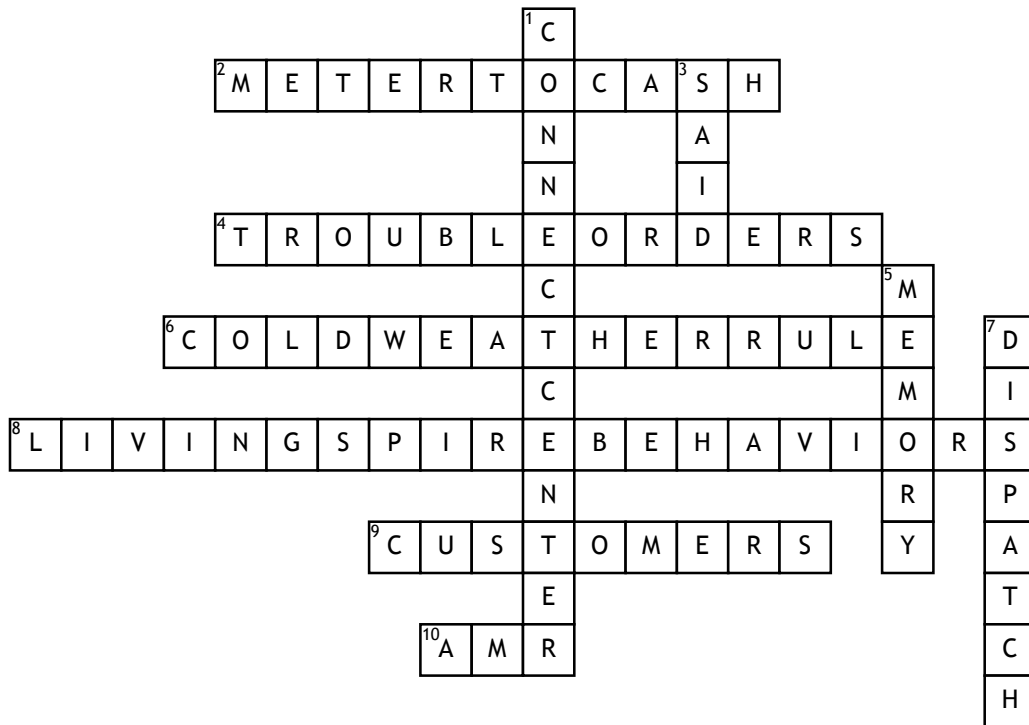 1 C
2 M E T E R T O C A 3 S H
N A
N I
4 T R O U B L E O R D E R S
C 5 M
6 C O L D W E A T H E R R U L E 7 D
C M I
8 L I V I N G S P I R E B E H A V I O R S
N R P
9 C U S T O M E R S Y A
E T
10 A M R C
H